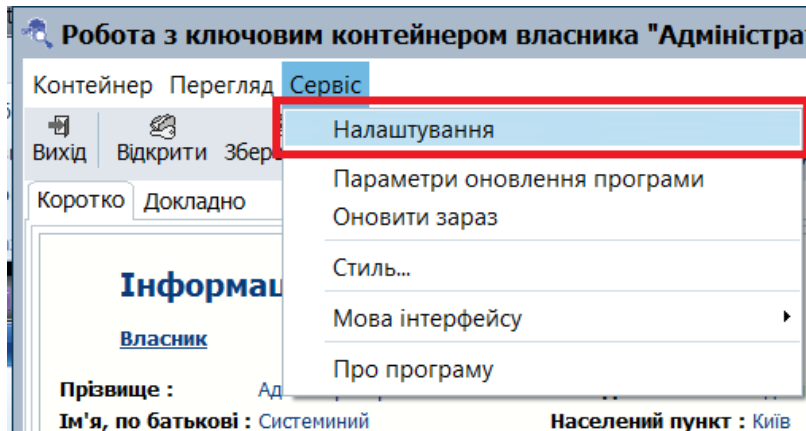 Робота з ключовим контейнером власника "Адміністра
Контейнер Перегляд Сервіс
Вихід Відкрити Збер
Налаштування
Параметри оновлення програми
Оновити зараз
Стиль...
Мова інтерфейсу
Про програму
Коротко Докладно
Інформац
Власник
Прізвище : Ад
Ім'я, по батькові : Системиний Населений пункт : Київ